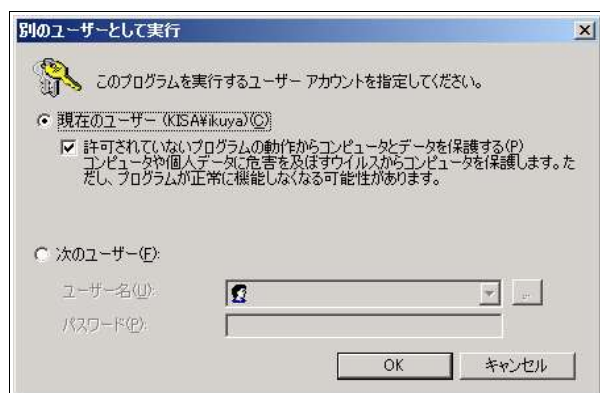 別のユーザーとして実行
このプログラムを実行するユーザー アカウントを指定してください。
現在のユーザー (KISA¥ikuya)(C)
許可されていないプログラムの動作からコンピュータとデータを保護する(P)
コンピュータや個人データに危害を及ぼすウイルスからコンピュータを保護します。た
だし、プログラムが正常に機能しなくなる可能性があります。
次のユーザー(F):
ユーザー名(U):
...
パスワード(P):
OK
キャンセル